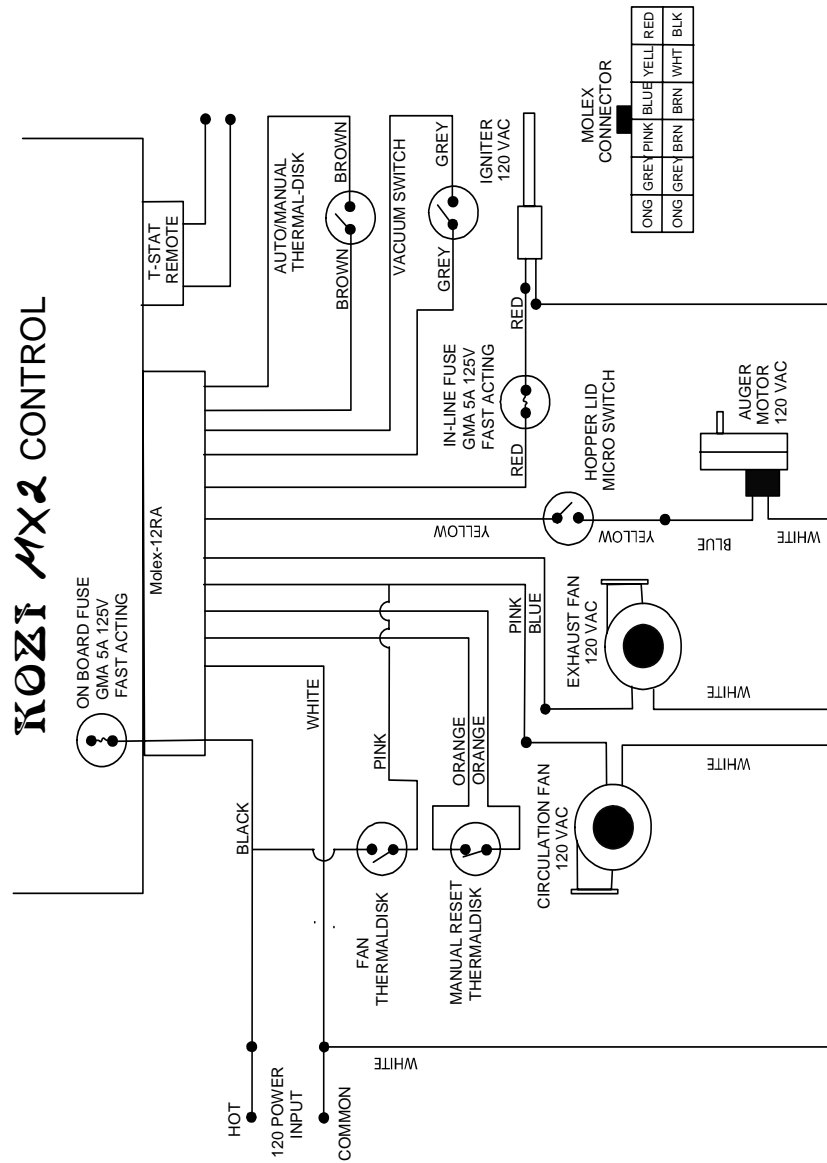 KOZI MX2 CONTROL
ON BOARD FUSE
GMA 5A 125V
FAST ACTING
Molex-12RA
T-STAT
REMOTE
BLACK
WHITE
HOT
120 POWER
INPUT
COMMON
WHITE
FAN
THERMALDISK
PINK
MANUAL RESET
THERMALDISK
ORANGE
ORANGE
CIRCULATION FAN
120 VAC
WHITE
PINK
BLUE
EXHAUST FAN
120 VAC
WHITE
YELLOW
HOPPER LID
MICRO SWITCH
YELLOW
BLUE
AUGER
MOTOR
120 VAC
WHITE
IN-LINE FUSE
GMA 5A 125V
FAST ACTING
RED
RED
IGNITER
120 VAC
VACUUM SWITCH
GREY
GREY
AUTO/MANUAL
THERMAL-DISK
BROWN
BROWN
MOLEX
CONNECTOR
ONG GREY PINK BLUE YELL RED
ONG GREY BRN BRN WHT BLK